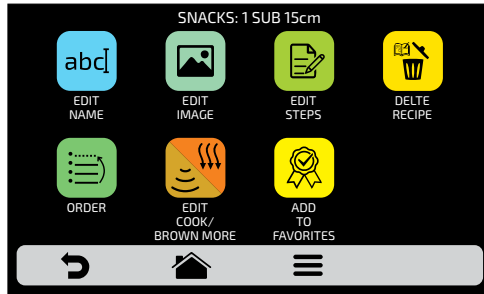 SNACKS: 1 SUB 15cm
abc
EDIT
NAME
EDIT
IMAGE
EDIT
STEPS
DELTE
RECIPE
ORDER
EDIT
COOK/
BROWN MORE
ADD
TO
FAVORITES